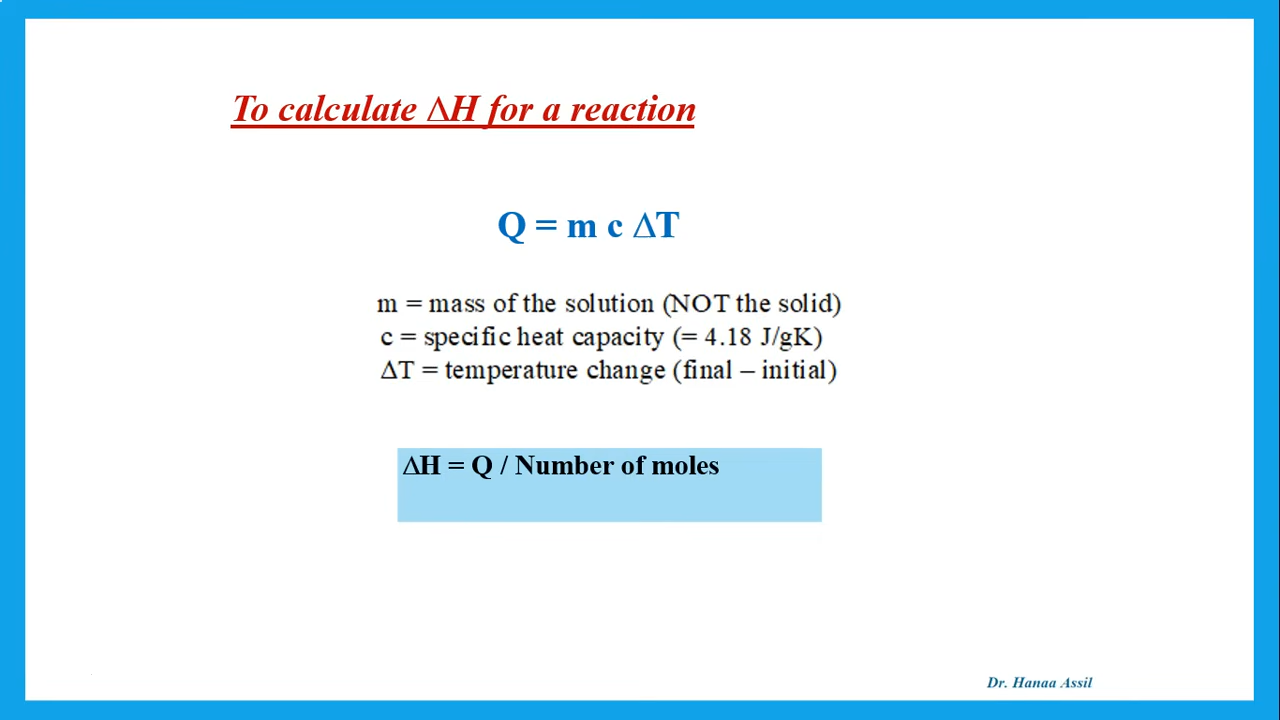 To calculate ΔH for a reaction
Q = m c ΔT
m = mass of the solution (NOT the solid)
c = specific heat capacity (= 4.18 J/gK)
ΔT = temperature change (final – initial)
ΔH = Q / Number of moles
Dr. Hanaa Assil